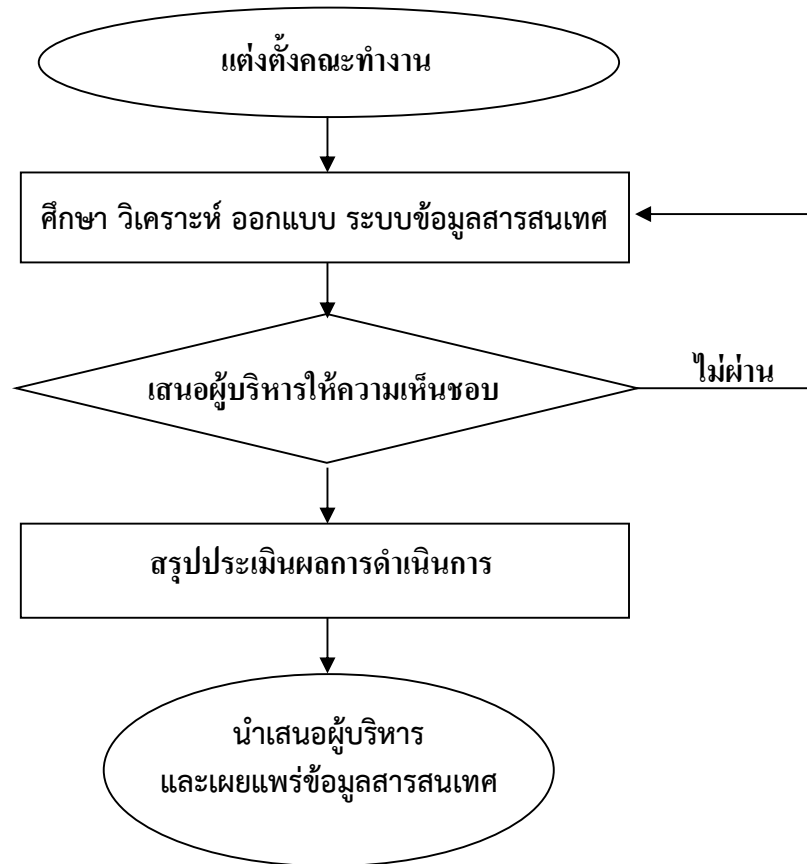 แต่งตั้งคณะทำงาน
ศึกษา วิเคราะห์ ออกแบบ ระบบข้อมูลสารสนเทศ
เสนอผู้บริหารให้ความเห็นชอบ
ไม่ผ่าน
สรุปประเมินผลการดำเนินการ
นำเสนอผู้บริหาร
และเผยแพร่ข้อมูลสารสนเทศ